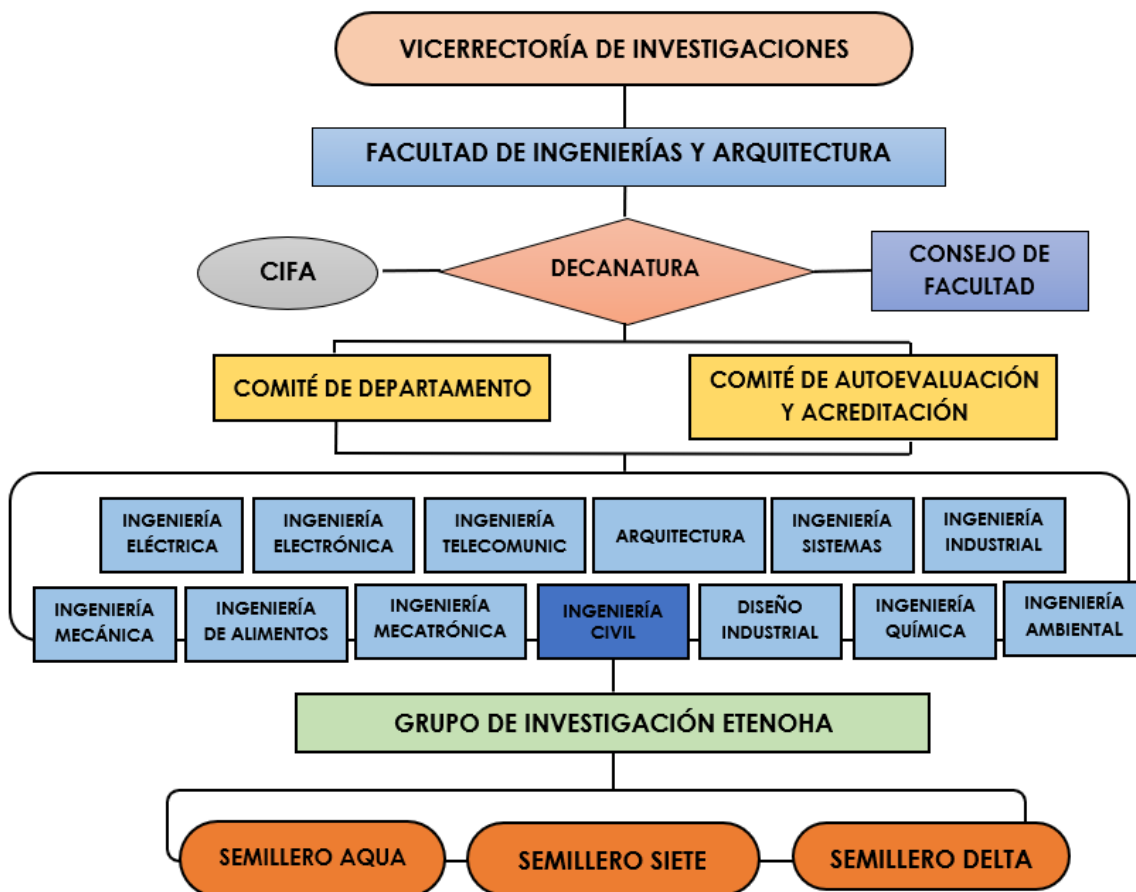 VICERRECTORÍA DE INVESTIGACIONES
FACULTAD DE INGENIERÍAS Y ARQUITECTURA
CIFA
DECANATURA
CONSEJO DE
FACULTAD
COMITÉ DE DEPARTAMENTO
COMITÉ DE AUTOEVALUACIÓN
Y ACREDITACIÓN
INGENIERÍA
ELÉCTRICA
INGENIERÍA
ELECTRÓNICA
INGENIERÍA
TELECOMUNIC
ARQUITECTURA
INGENIERÍA
SISTEMAS
INGENIERÍA
INDUSTRIAL
INGENIERÍA
MECÁNICA
INGENIERÍA
DE ALIMENTOS
INGENIERÍA
MECATRÓNICA
INGENIERÍA
CIVIL
DISEÑO
INDUSTRIAL
INGENIERÍA
QUÍMICA
INGENIERÍA
AMBIENTAL
GRUPO DE INVESTIGACIÓN ETENOHA
SEMILLERO AQUA
SEMILLERO SIETE
SEMILLERO DELTA